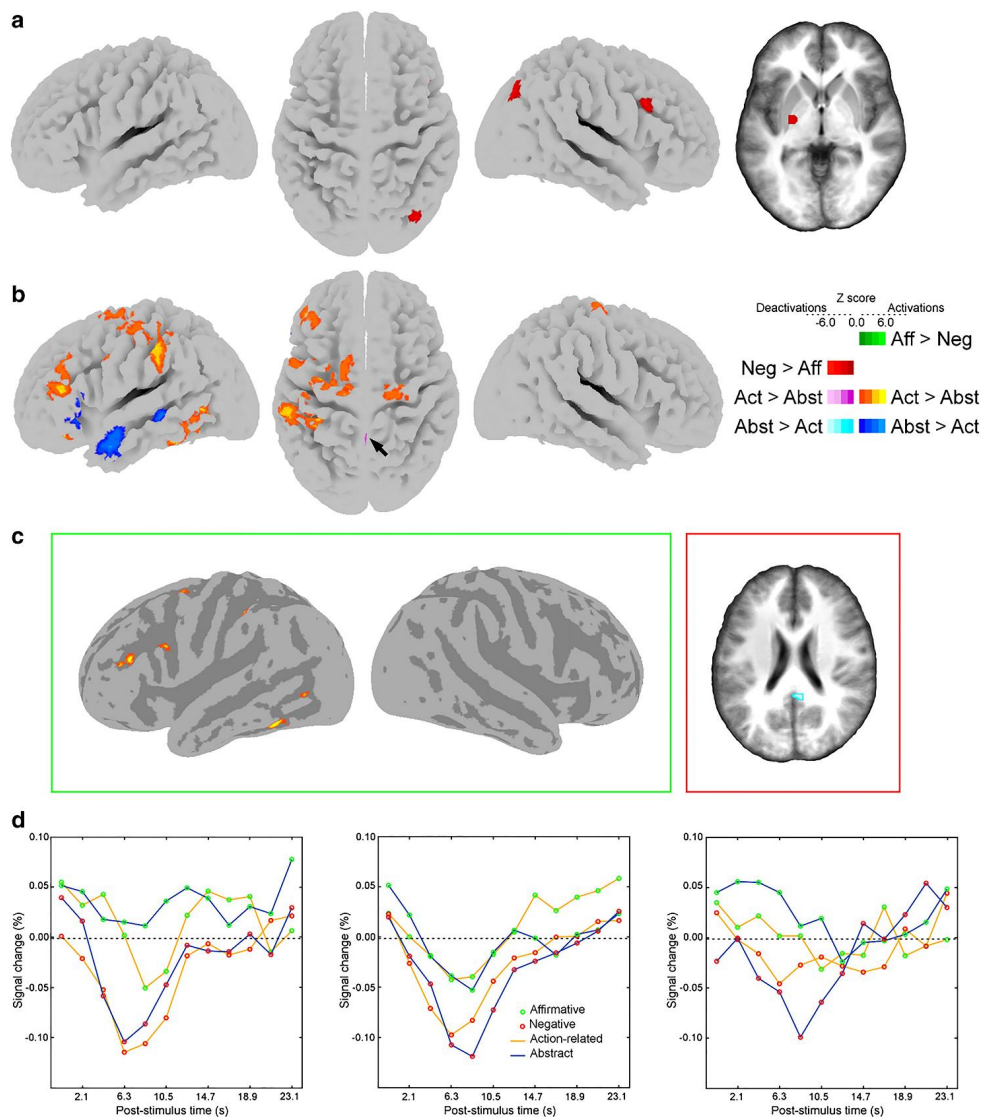 a
b
Z score
Deactivations Activations
-6.0 0.0 6.0
Aff > Neg
Neg > Aff
Act > Abst Act > Abst
Abst > Act Abst > Act
c
d
0.10
0.05
0.00
-0.05
-0.10
Signal change (%)
2.1 6.3 10.5 14.7 18.9 23.1
Post-stimulus time (s)
0.10
0.05
0.00
-0.05
-0.10
Signal change (%)
Affirmative
Negative
Action-related
Abstract
2.1 6.3 10.5 14.7 18.9 23.1
Post-stimulus time (s)
0.10
0.05
0.00
-0.05
-0.10
Signal change (%)
2.1 6.3 10.5 14.7 18.9 23.1
Post-stimulus time (s)